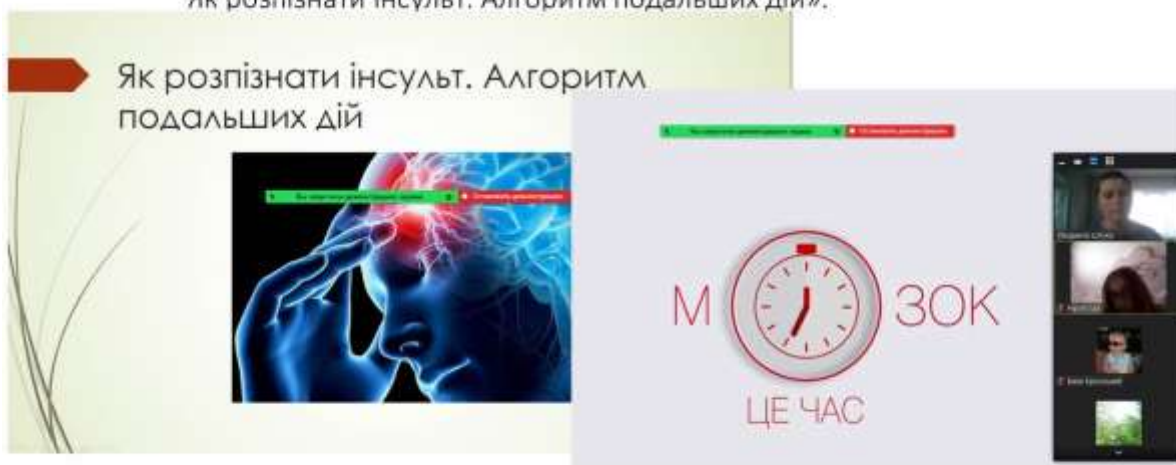 Як розпізнати інсульт. Алгоритм подальших дій».
Як розпізнати інсульт. Алгоритм
подальших дій
М ЗОК
ЦЕ ЧАС